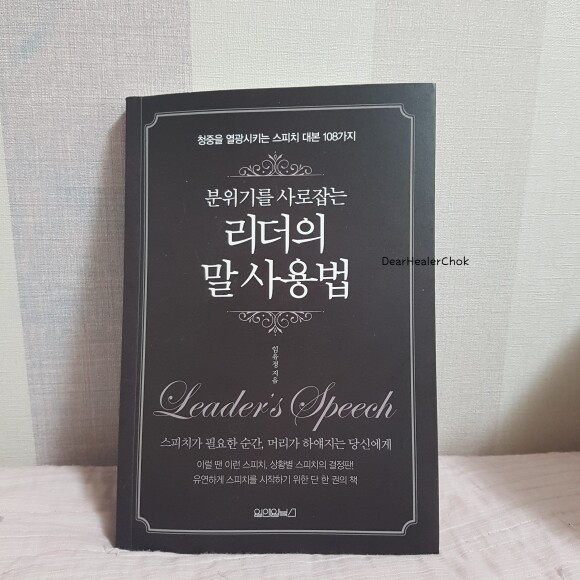 청중을 열광시키는 스피치 대본 108가지
분위기를 사로잡는
리더의
말 사용법
DearHealerChok
임유정 지음
Leader's Speech
스피치가 필요한 순간, 머리가 하얘지는 당신에게
이럴 땐 이런 스피치, 상황별 스피치의 결정판!
유연하게 스피치를 시작하기 위한 단 한 권의 책
원앤원북스